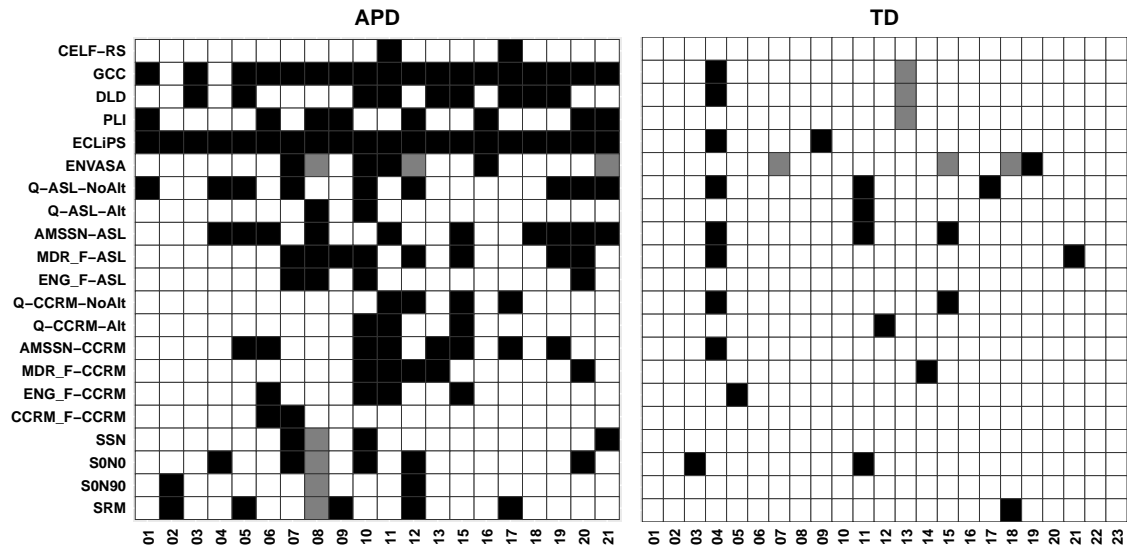 APD TD
CELF−RS
GCC
DLD
PLI
ECLiPS
ENVASA
Q−ASL−NoAlt
Q−ASL−Alt
AMSSN−ASL
MDR_F−ASL
ENG_F−ASL
Q−CCRM−NoAlt
Q−CCRM−Alt
AMSSN−CCRM
MDR_F−CCRM
ENG_F−CCRM
CCRM_F−CCRM
SSN
S0N0
S0N90
SRM
01 02 03 04 05 06 07 08 09 10 11 12 13 15 16 17 18 19 20 21
01 02 03 04 05 06 07 08 09 10 11 12 13 14 15 16 17 18 19 20 21 22 23